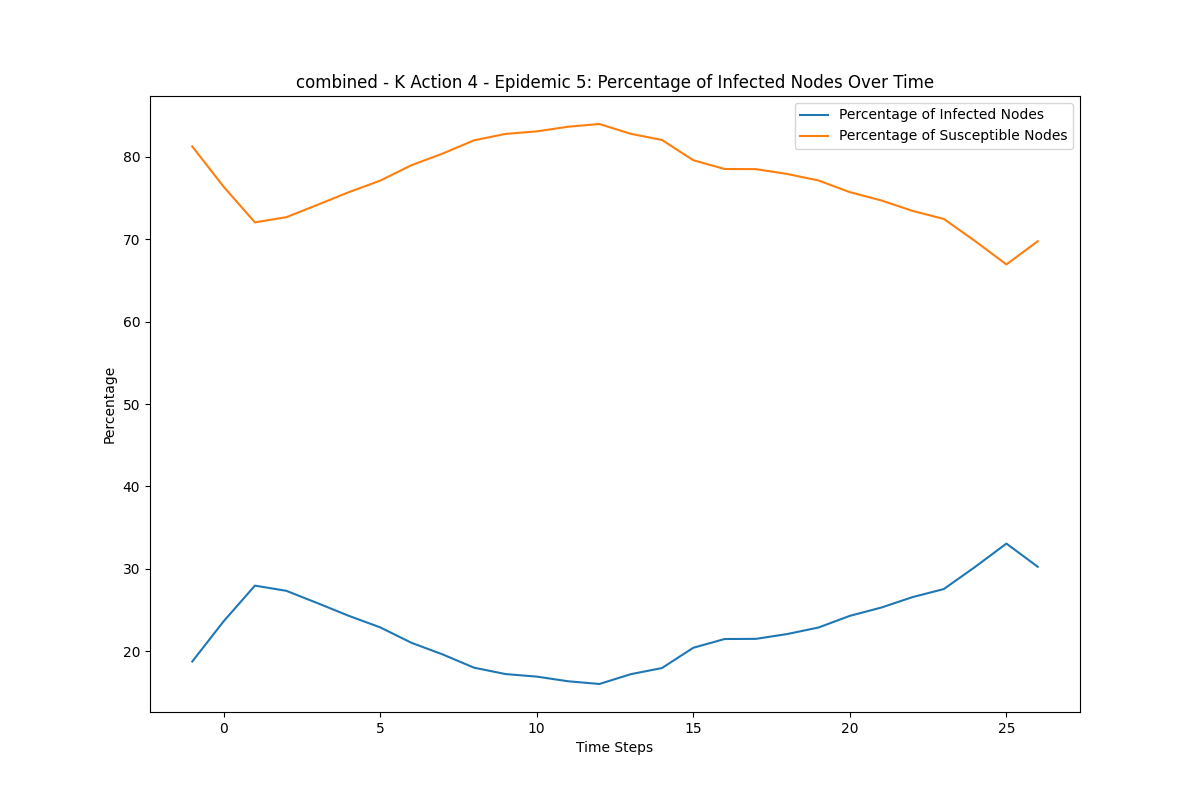 combined - K Action 4 - Epidemic 5: Percentage of Infected Nodes Over Time
Percentage of Infected Nodes
Percentage of Susceptible Nodes
80
70
60
50
40
30
20
Percentage
0 5 10 15 20 25
Time Steps